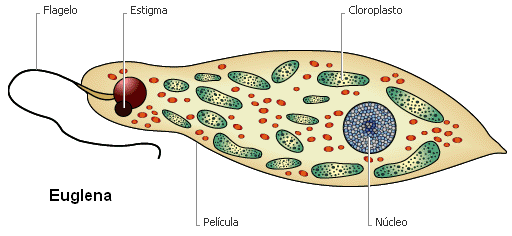 Flagelo
Estigma
Cloroplasto
Euglena
Película
Núcleo